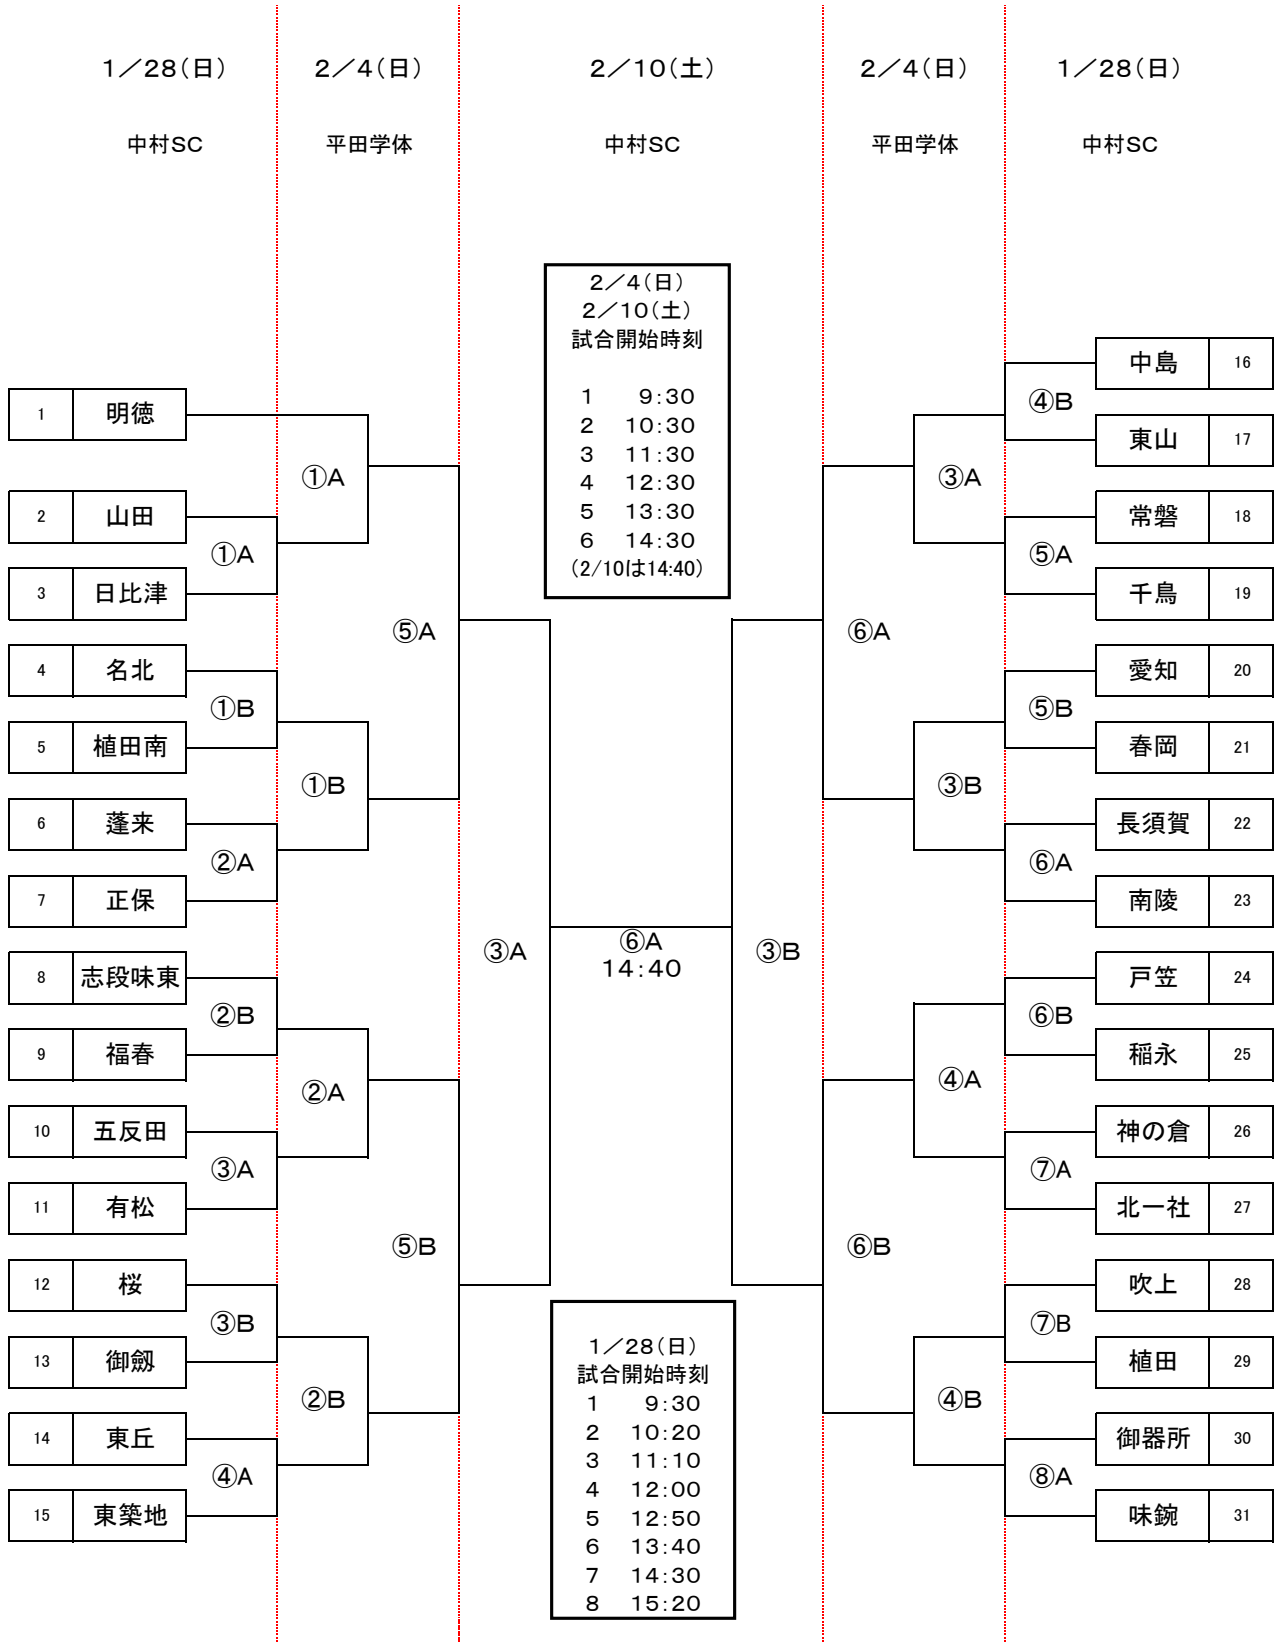 1／28(日) 2／4(日) 2／10(土) 2／4(日) 1／28(日)
中村SC 平田学体 中村SC 平田学体 中村SC
2／4(日)
2／10(土)
試合開始時刻
1 9:30
2 10:30
3 11:30
4 12:30
5 13:30
6 14:30
(2/10は14:40)
1 明徳
2 山田
3 日比津
4 名北
5 植田南
6 蓬来
7 正保
8 志段味東
9 福春
10 五反田
11 有松
12 桜
13 御劔
14 東丘
15 東築地
①A
①B
②A
②B
③A
③B
④A
①A
①B
②A
②B
⑤A
⑤B
③A
⑥A
14:40
③B
⑥A
⑥B
③A
③B
④A
④B
④B
⑤A
⑤B
⑥A
⑥B
⑦A
⑦B
⑧A
中島 16
東山 17
常磐 18
千鳥 19
愛知 20
春岡 21
長須賀 22
南陵 23
戸笠 24
稲永 25
神の倉 26
北一社 27
吹上 28
植田 29
御器所 30
味鋺 31
1／28(日)
試合開始時刻
1 9:30
2 10:20
3 11:10
4 12:00
5 12:50
6 13:40
7 14:30
8 15:20